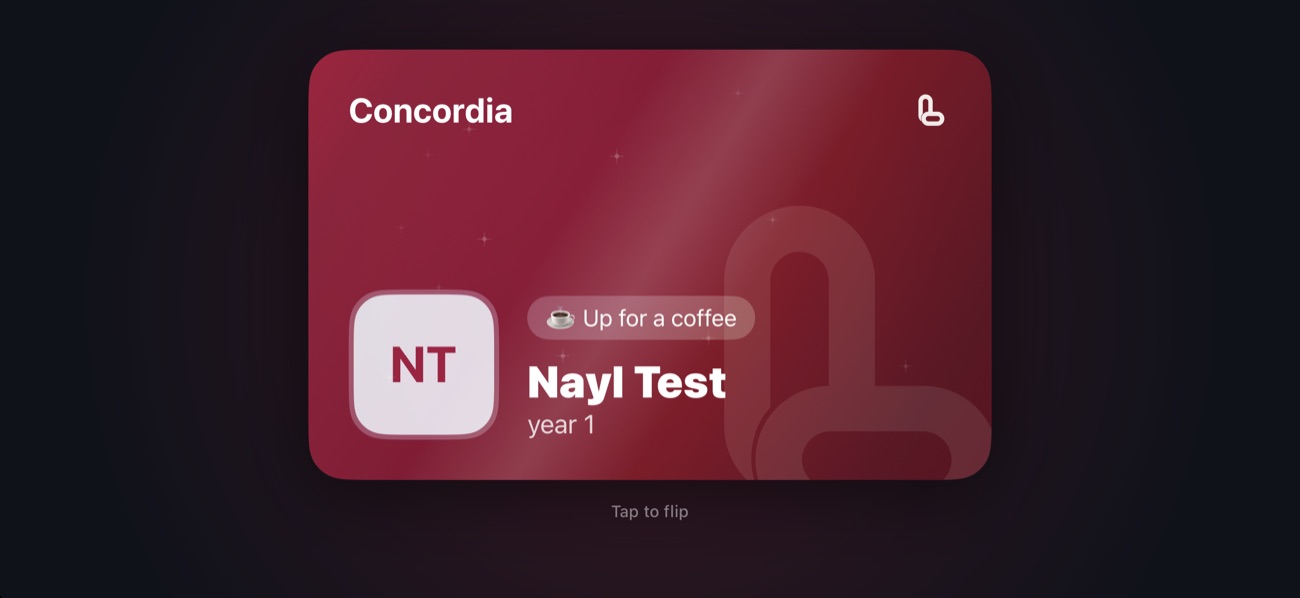 Concordia
☕ Up for a coffee
NT
Nayl Test
year 1
Tap to flip